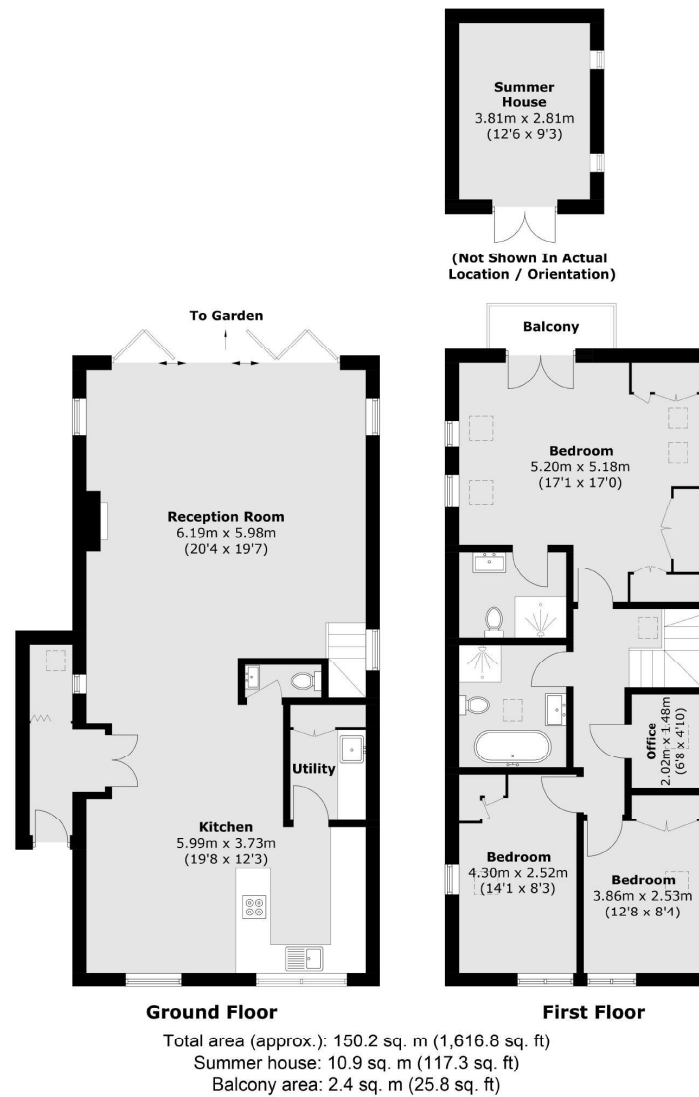 Summer
House
3.81m x 2.81m
(12'6 x 9'3)
(Not Shown In Actual
Location / Orientation)
To Garden
Balcony
Reception Room
6.19m x 5.98m
(20'4 x 19'7)
Bedroom
5.20m x 5.18m
(17'1 x 17'0)
Utility
Office
2.02m x 1.48m
(6'8 x 4'10)
Kitchen
5.99m x 3.73m
(19'8 x 12'3)
Bedroom
4.30m x 2.52m
(14'1 x 8'3)
Bedroom
3.86m x 2.53m
(12'8 x 8'4)
Ground Floor
First Floor
Total area (approx.): 150.2 sq. m (1,616.8 sq. ft)
Summer house: 10.9 sq. m (117.3 sq. ft)
Balcony area: 2.4 sq. m (25.8 sq. ft)